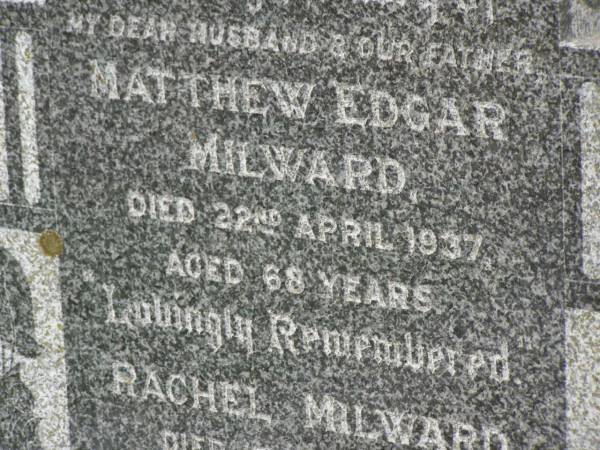 MY DEAR HUSBAND & OUR FATHER,
MATTHEW EDGAR
MILWARD,
DIED 22ND APRIL 1937,
AGED 68 YEARS.
"Lovingly Remembered."
RACHEL MILWARD
DIED